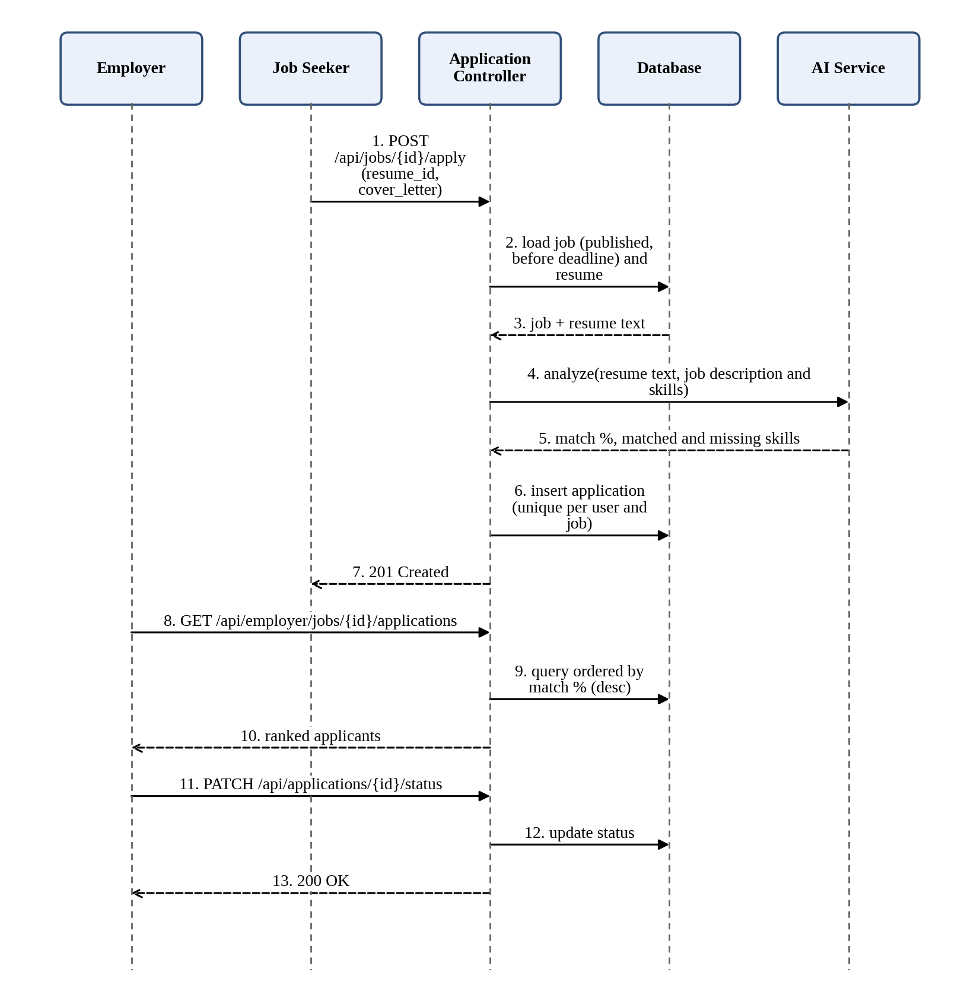 Employer
Job Seeker
Application
Controller
Database
AI Service
1. POST
/api/jobs/{id}/apply
(resume_id,
cover_letter)
2. load job (published,
before deadline) and
resume
3. job + resume text
4. analyze(resume text, job description and
skills)
5. match %, matched and missing skills
6. insert application
(unique per user and
job)
7. 201 Created
8. GET /api/employer/jobs/{id}/applications
9. query ordered by
match % (desc)
10. ranked applicants
11. PATCH /api/applications/{id}/status
12. update status
13. 200 OK